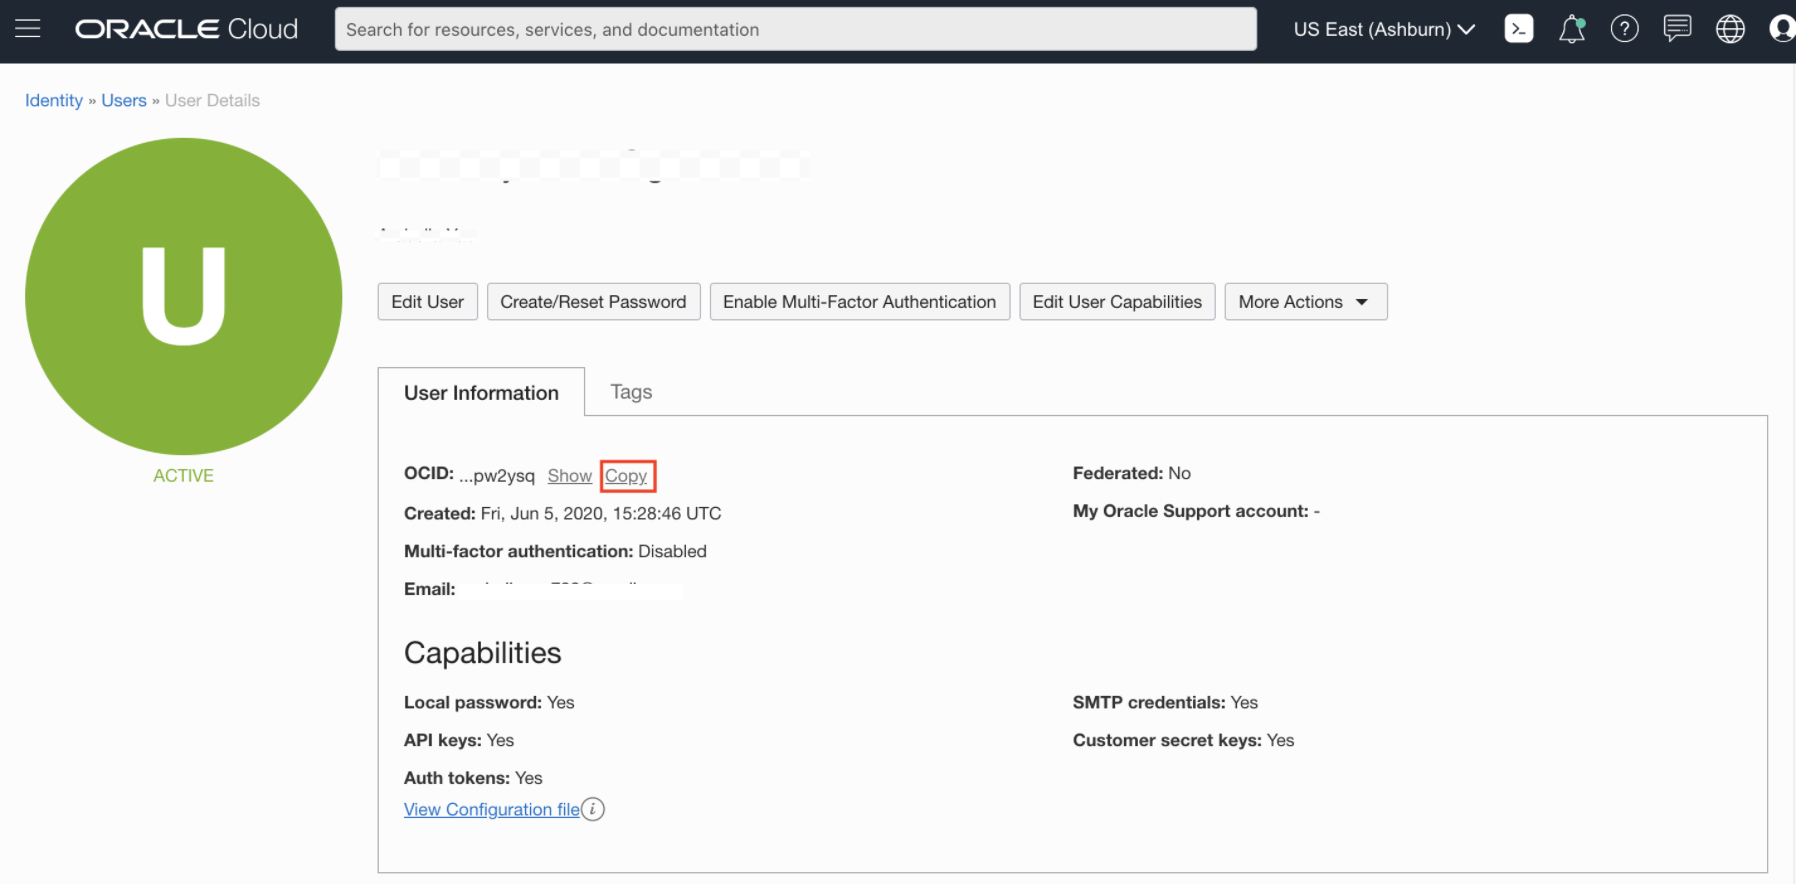 ORACLE Cloud
Search for resources, services, and documentation
US East (Ashburn)
Identity » Users » User Details
U
ACTIVE
Edit User
Create/Reset Password
Enable Multi-Factor Authentication
Edit User Capabilities
More Actions
User Information
Tags
OCID: ...pw2ysq Show Copy
Federated: No
Created: Fri, Jun 5, 2020, 15:28:46 UTC
My Oracle Support account: -
Multi-factor authentication: Disabled
Email:
Capabilities
Local password: Yes
SMTP credentials: Yes
API keys: Yes
Customer secret keys: Yes
Auth tokens: Yes
View Configuration file